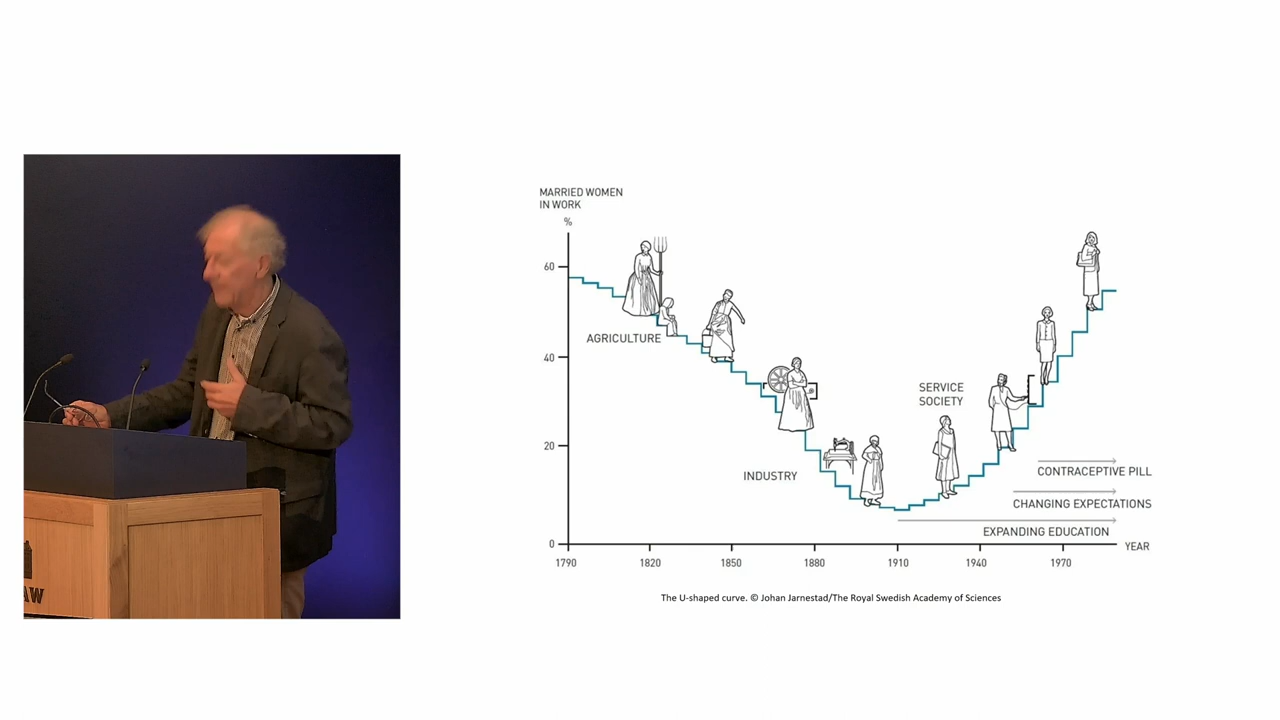 MARRIED WOMEN
IN WORK
%
60
AGRICULTURE
40
SERVICE
SOCIETY
20
INDUSTRY
CONTRACEPTIVE PILL
CHANGING EXPECTATIONS
EXPANDING EDUCATION
0
YEAR
1790 1820 1850 1880 1910 1940 1970
The U-shaped curve. © Johan Jarnestad/The Royal Swedish Academy of Sciences
AW